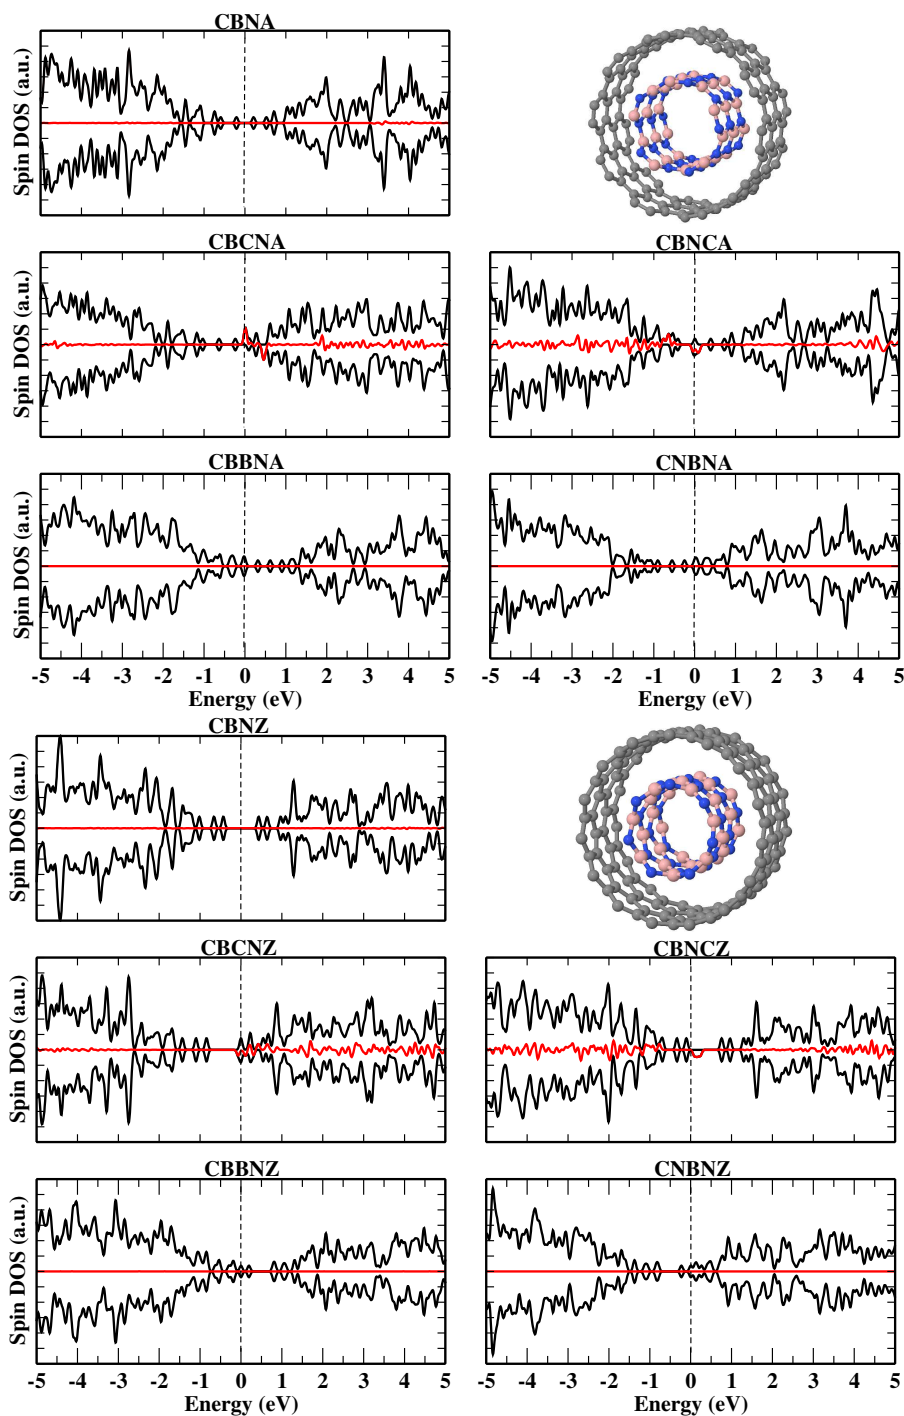 CBNA
Spin DOS (a.u.)
CBCNA
CBNCA
Spin DOS (a.u.)
CBBNA
CNBNA
Spin DOS (a.u.)
-5 -4 -3 -2 -1 0 1 2 3 4 5
-5 -4 -3 -2 -1 0 1 2 3 4 5
Energy (eV)
Energy (eV)
CBNZ
Spin DOS (a.u.)
CBCNZ
CBNCZ
Spin DOS (a.u.)
CBBNZ
CNBNZ
Spin DOS (a.u.)
-5 -4 -3 -2 -1 0 1 2 3 4 5
-5 -4 -3 -2 -1 0 1 2 3 4 5
Energy (eV)
Energy (eV)